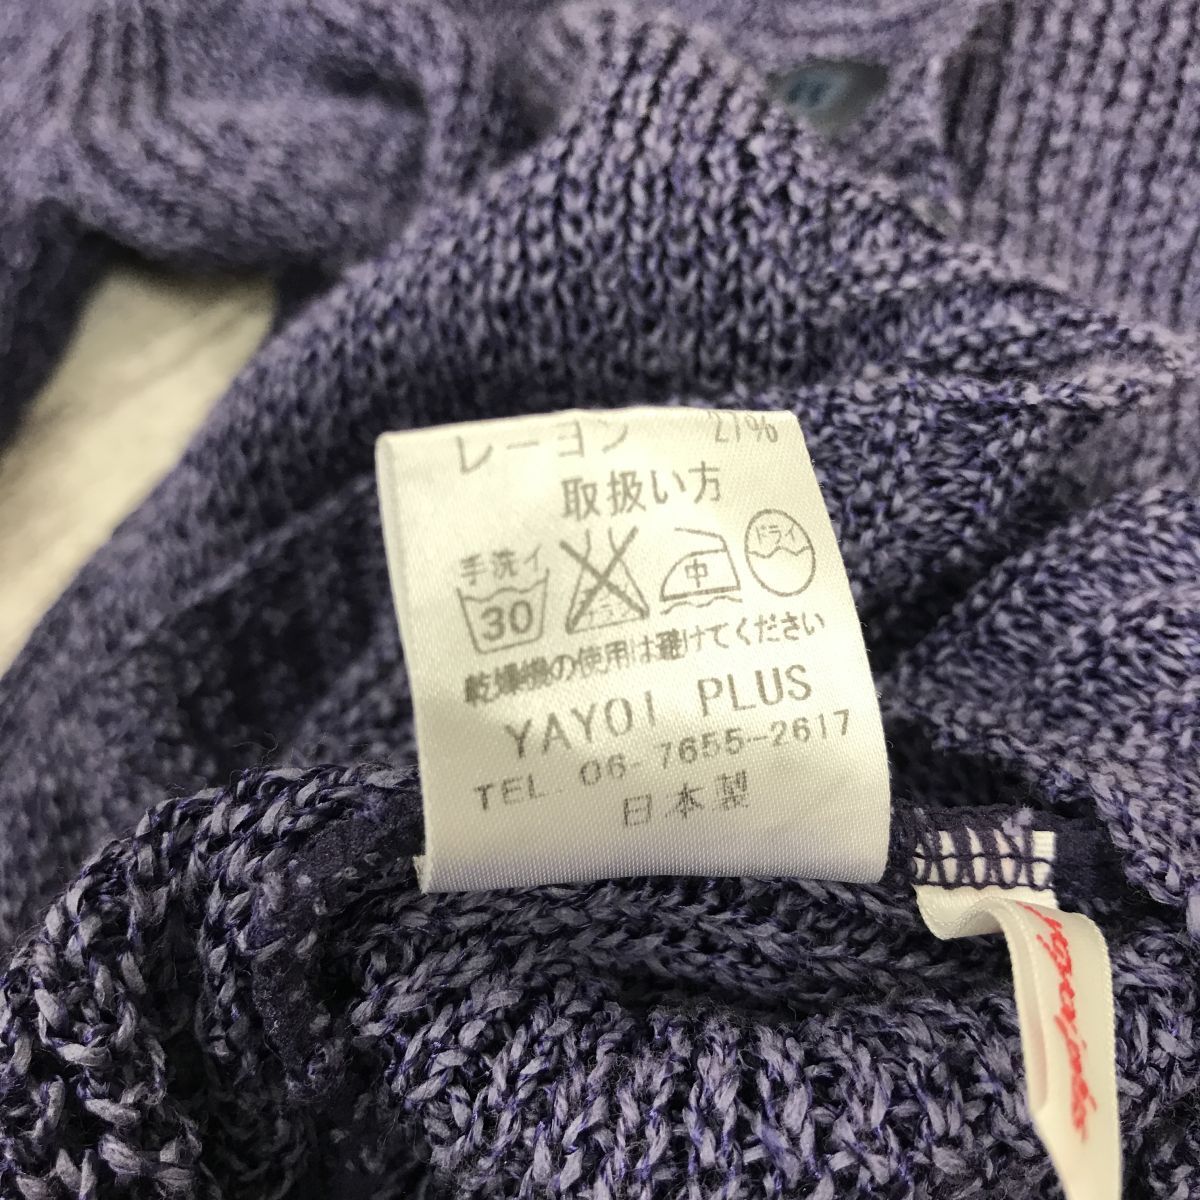 レーヨン 27%
取扱い方
手洗イ
30
中
ドライ
乾燥機の使用は避けてください
YAYOI PLUS
TEL. 06-7655-2617
日本製